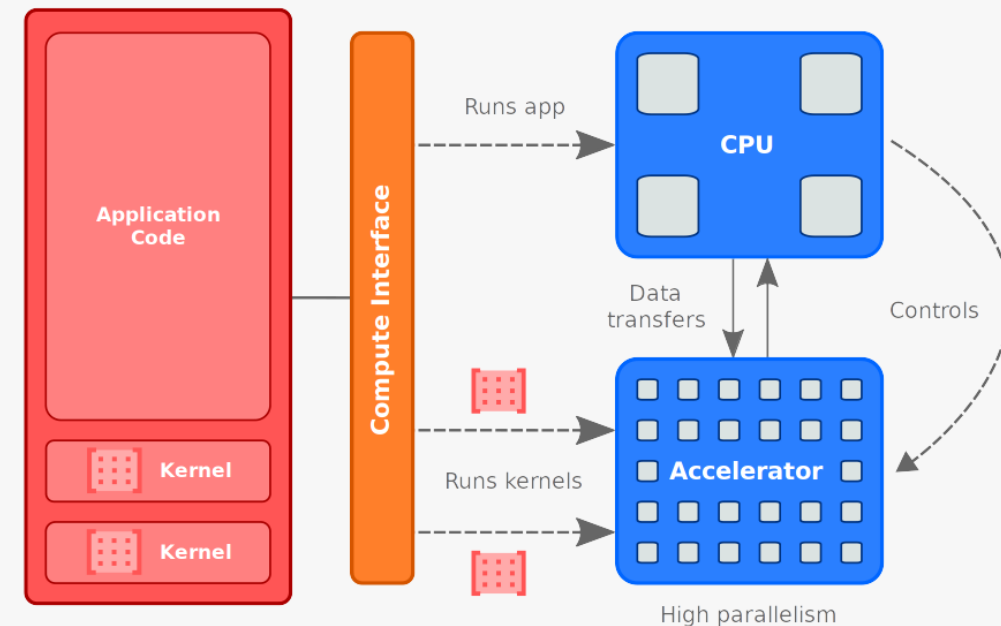 Application
Code
Kernel
Kernel
Compute Interface
Runs app
Runs kernels
CPU
Data
transfers
Controls
Accelerator
High parallelism